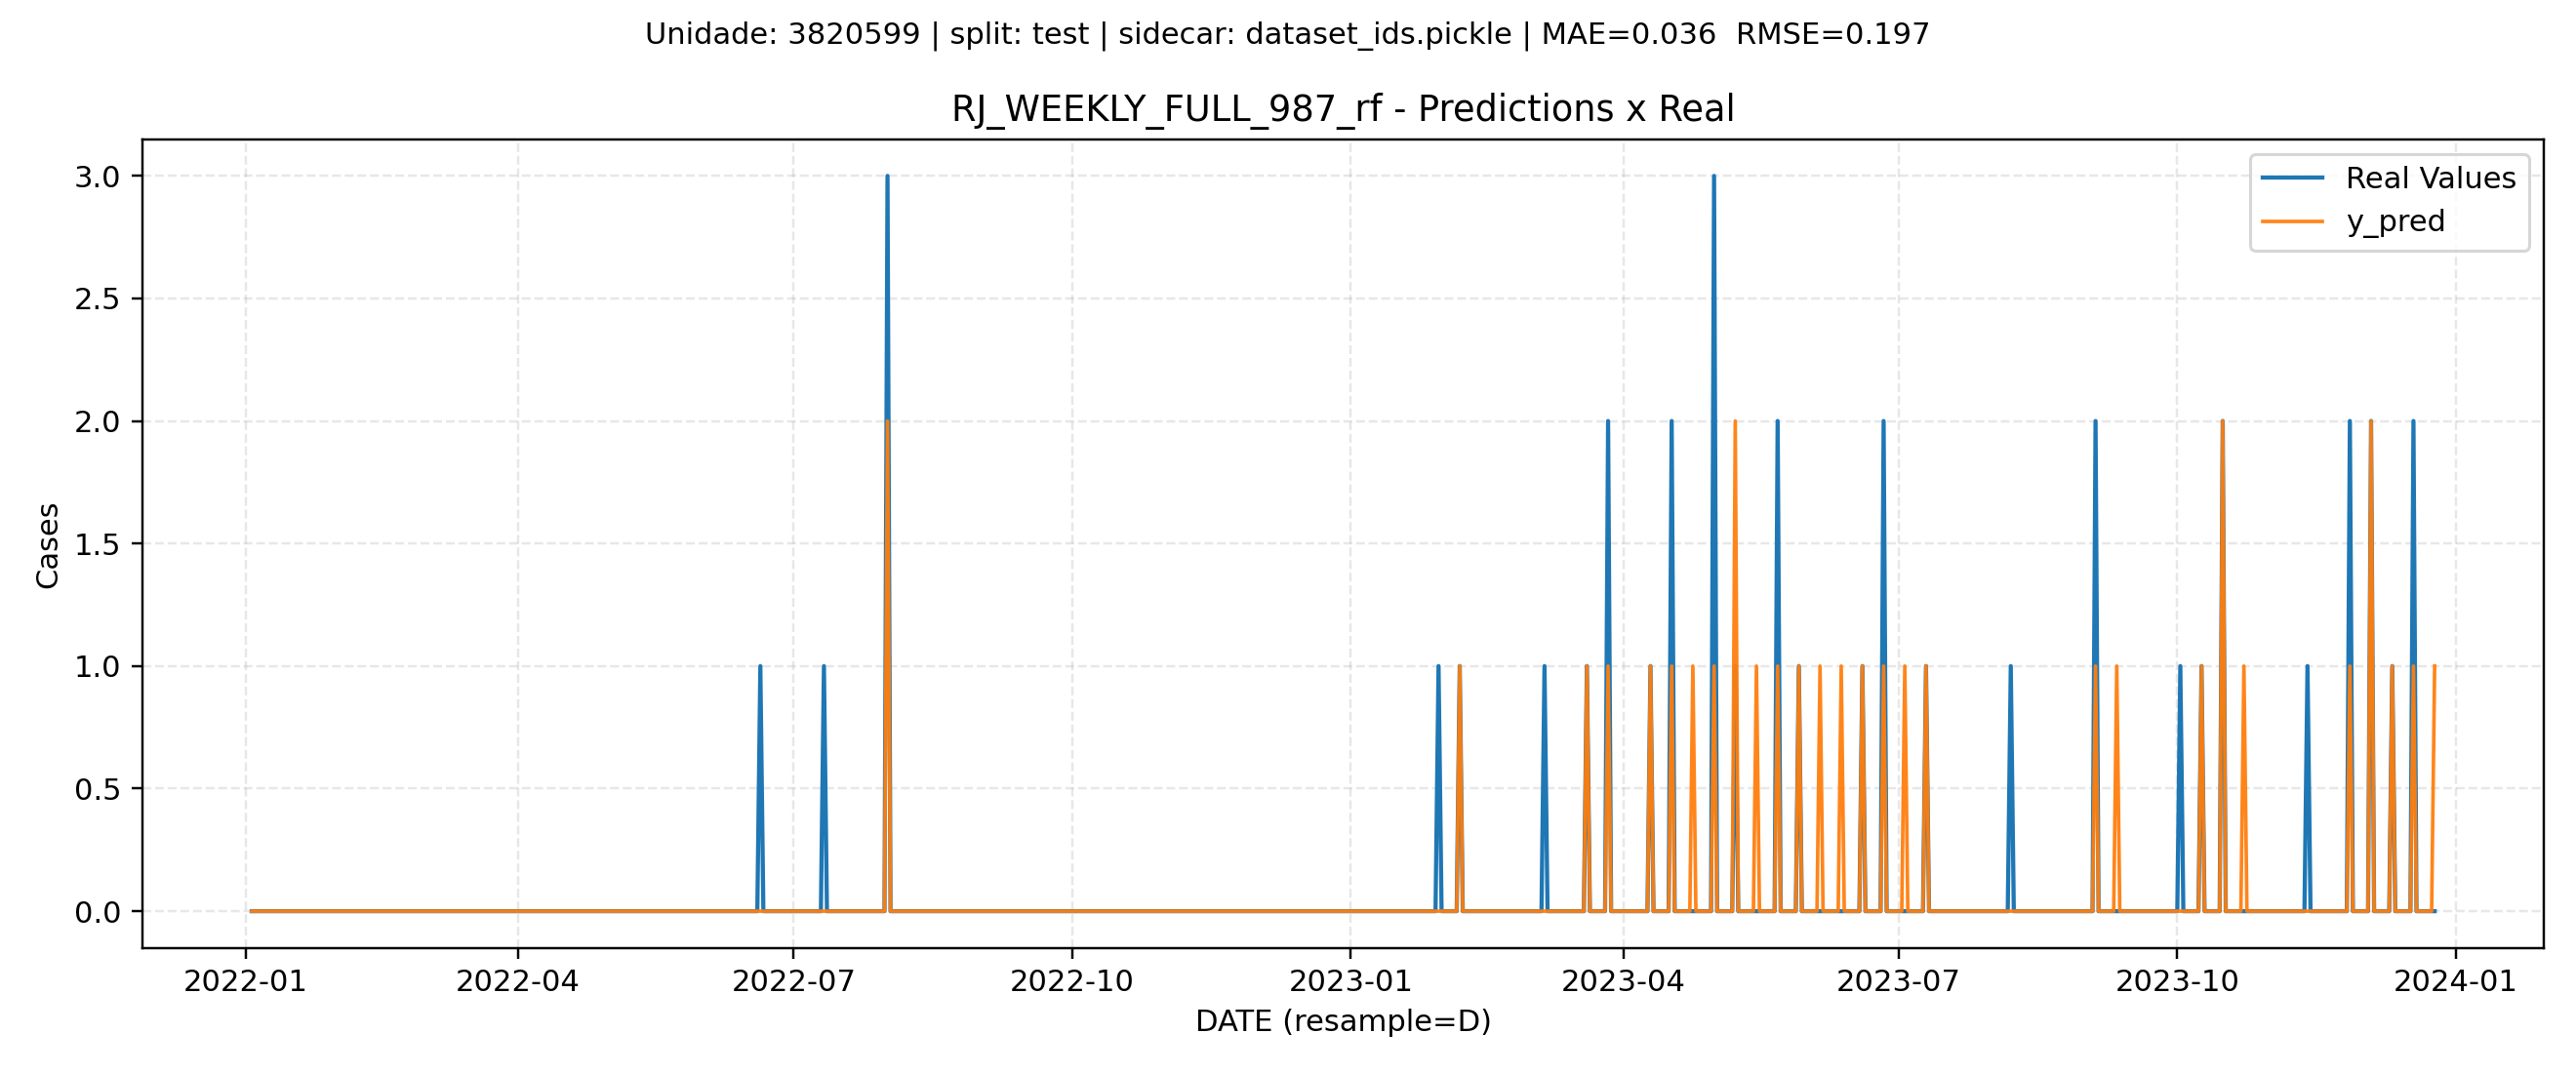 Unidade: 3820599 | split: test | sidecar: dataset_ids.pickle | MAE=0.036  RMSE=0.197
RJ_WEEKLY_FULL_987_rf - Predictions x Real
Real Values
y_pred
3.0
2.5
2.0
1.5
1.0
0.5
0.0
Cases
2022-01
2022-04
2022-07
2022-10
2023-01
2023-04
2023-07
2023-10
2024-01
DATE (resample=D)